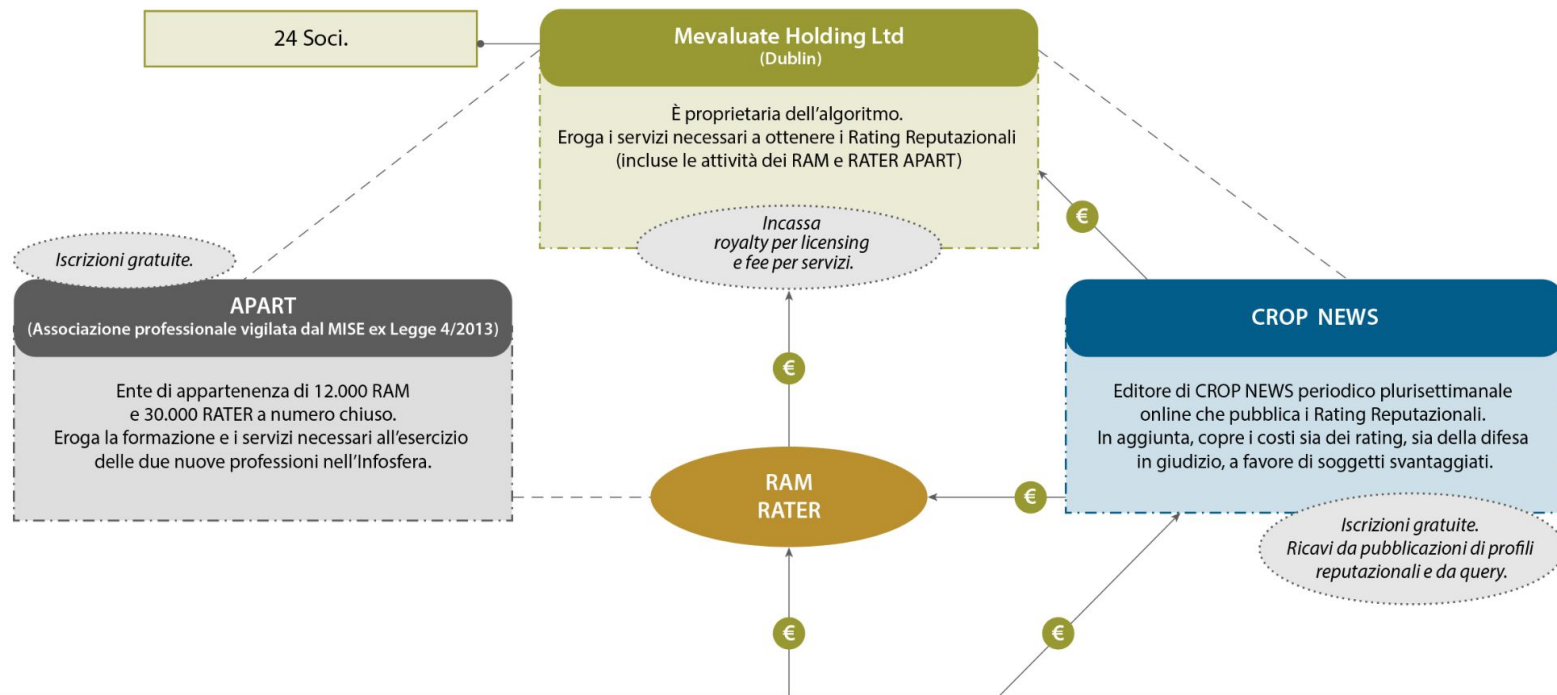 24 Soci.
Mevaluate Holding Ltd
(Dublin)
È proprietaria dell'algoritmo.
Eroga i servizi necessari a ottenere i Rating Reputazionali
(incluse le attività dei RAM e RATER APART)
Incassa
royalty per licensing
e fee per servizi.
€
Iscrizioni gratuite.
APART
(Associazione professionale vigilata dal MISE ex Legge 4/2013)
Ente di appartenenza di 12.000 RAM
e 30.000 RATER a numero chiuso.
Eroga la formazione e i servizi necessari all'esercizio
delle due nuove professioni nell'Infosfera.
€
RAM
RATER
€
CROP NEWS
Editore di CROP NEWS periodico plurisettimanale
online che pubblica i Rating Reputazionali.
In aggiunta, copre i costi sia dei rating, sia della difesa
in giudizio, a favore di soggetti svantaggiati.
Iscrizioni gratuite.
Ricavi da pubblicazioni di profili
reputazionali e da query.
€
€